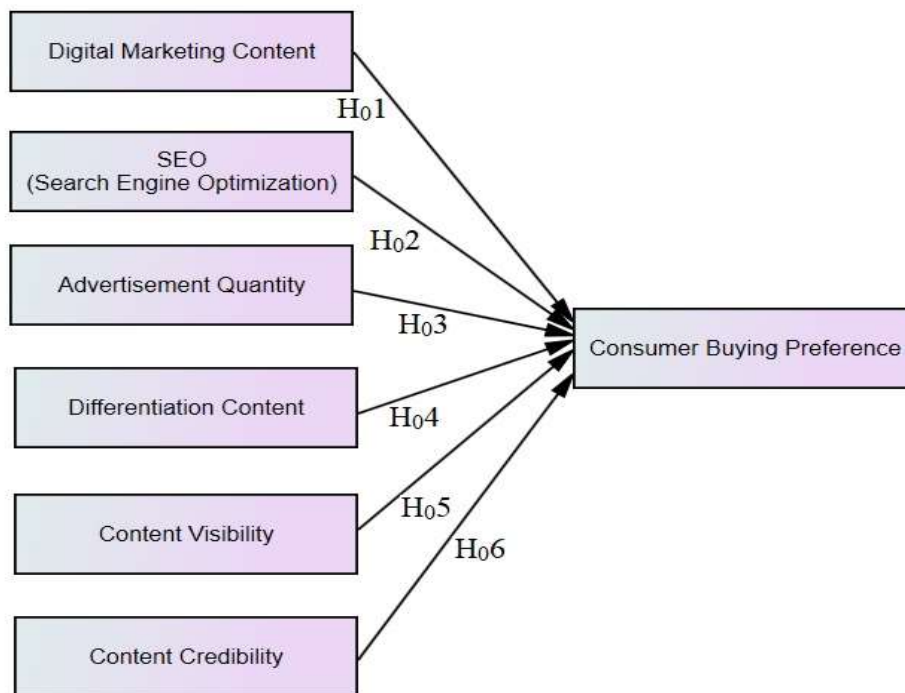 Digital Marketing Content
H₀1
SEO
(Search Engine Optimization)
H₀2
Advertisement Quantity
H₀3
Consumer Buying Preference
Differentiation Content
H₀4
Content Visibility
H₀5
H₀6
Content Credibility